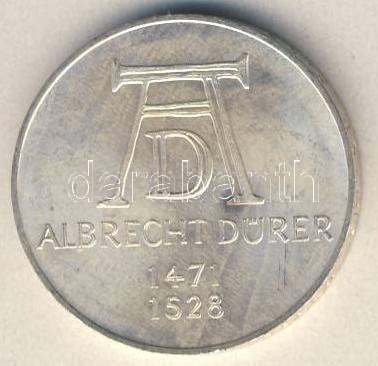 AD
darabanth
ALBRECHT DÜRER
1471
1528